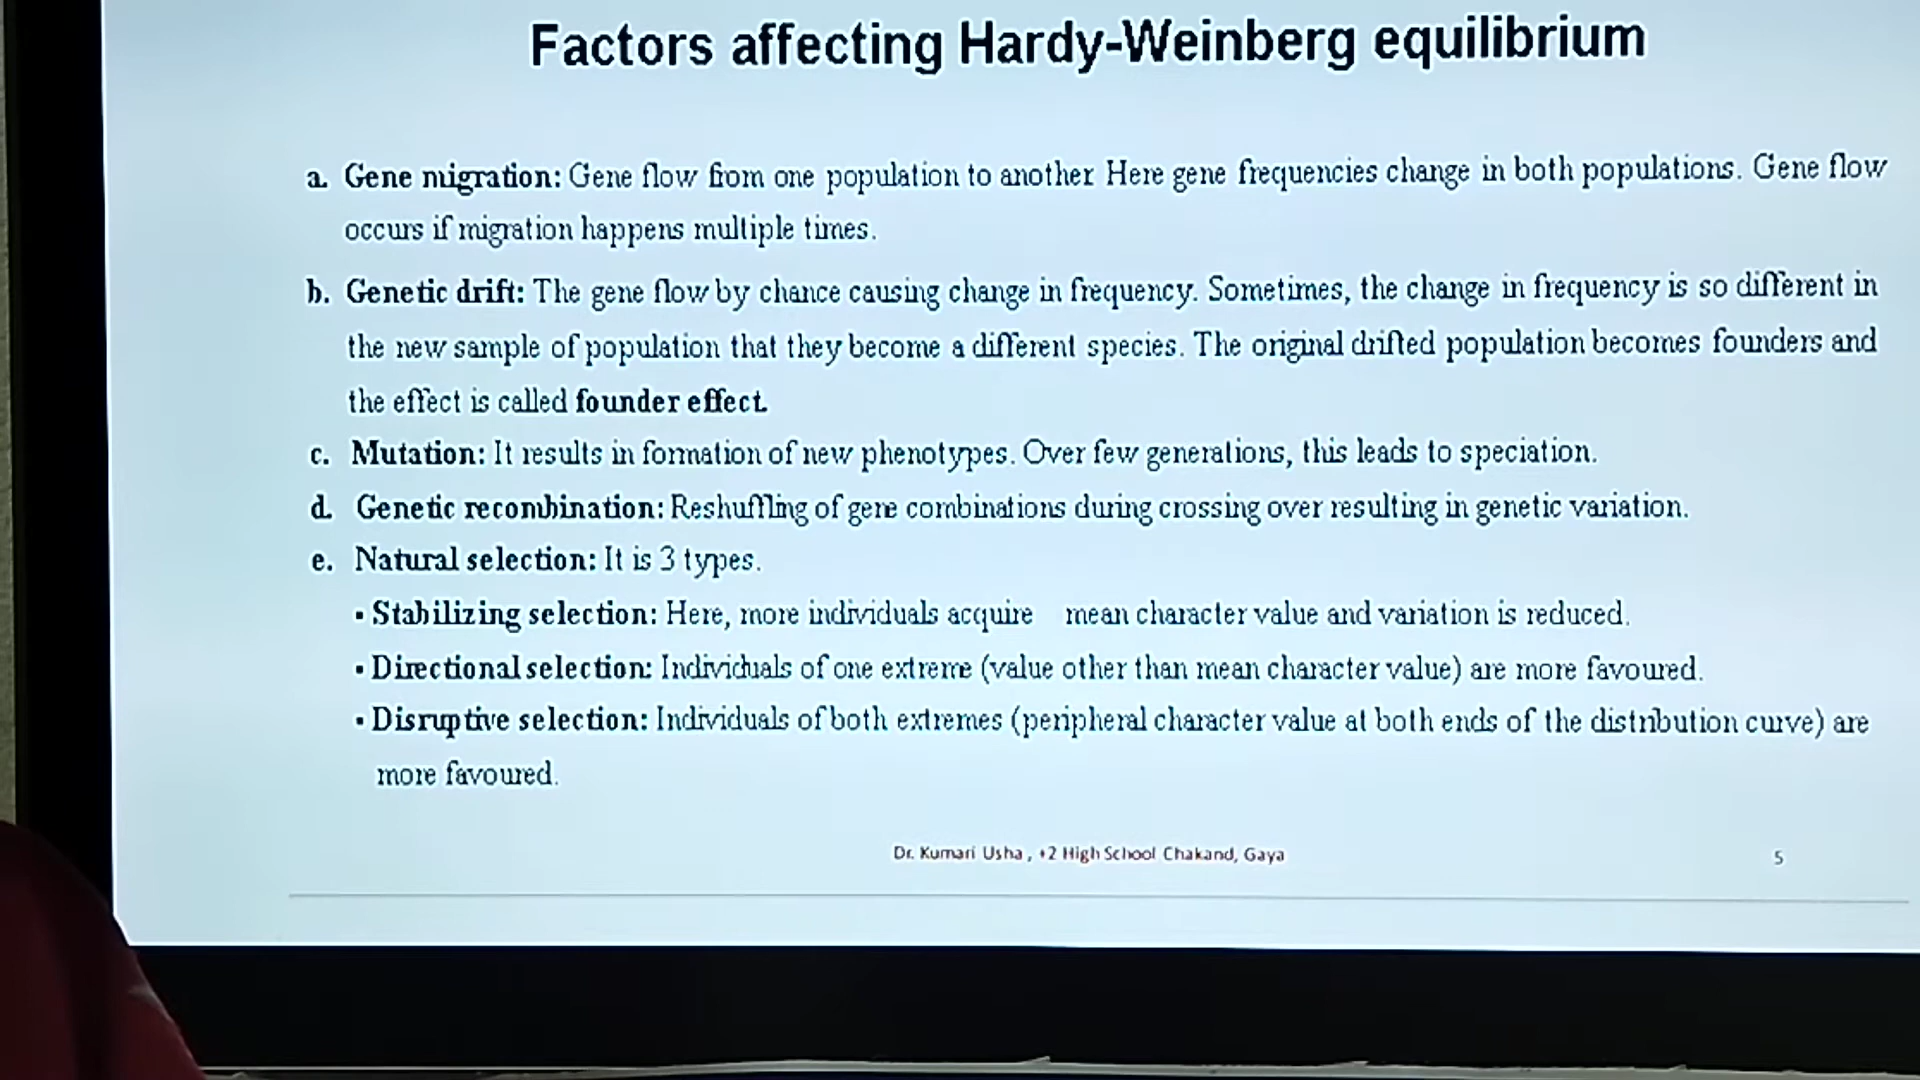 Factors affecting Hardy-Weinberg equilibrium
a. Gene migration: Gene flow from one population to another Here gene frequencies change in both populations. Gene flow
occurs if migration happens multiple times.
b. Genetic drift: The gene flow by chance causing change in frequency. Sometimes, the change in frequency is so different in
the new sample of population that they become a different species. The original drifted population becomes founders and
the effect is called founder effect.
c. Mutation: It results in formation of new phenotypes. Over few generations, this leads to speciation.
d. Genetic recombination: Reshuffling of gene combinations during crossing over resulting in genetic variation.
e. Natural selection: It is 3 types.
▪ Stabilizing selection: Here, more individuals acquire mean character value and variation is reduced.
▪ Directional selection: Individuals of one extreme (value other than mean character value) are more favoured.
▪ Disruptive selection: Individuals of both extremes (peripheral character value at both ends of the distribution curve) are
more favoured.
Dr. Kumari Usha , +2 High School Chakand, Gaya
5